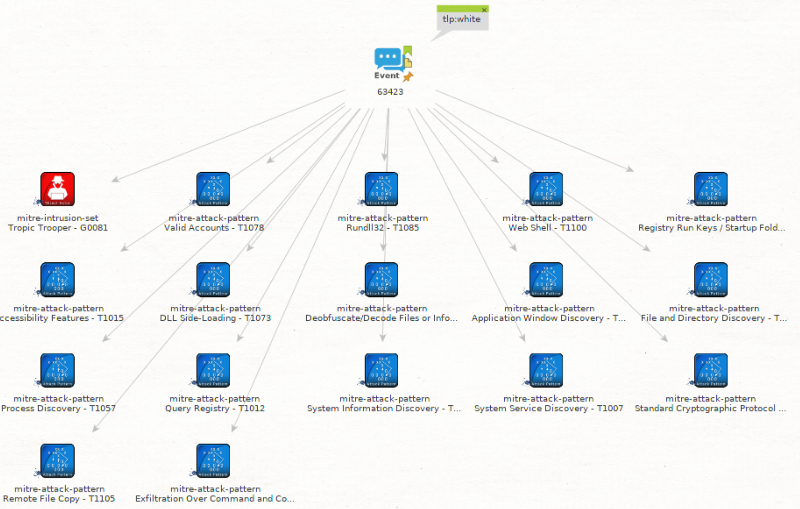 tlp:white
Event
63423
mitre-intrusion-set
Tropic Trooper - G0081
mitre-attack-pattern
Valid Accounts - T1078
mitre-attack-pattern
Rundll32 - T1085
mitre-attack-pattern
Web Shell - T1100
mitre-attack-pattern
Registry Run Keys / Startup Fold...
mitre-attack-pattern
ccessibility Features - T1015
mitre-attack-pattern
DLL Side-Loading - T1073
mitre-attack-pattern
Deobfuscate/Decode Files or Info...
mitre-attack-pattern
Application Window Discovery - T...
mitre-attack-pattern
File and Directory Discovery - T...
mitre-attack-pattern
Process Discovery - T1057
mitre-attack-pattern
Query Registry - T1012
mitre-attack-pattern
System Information Discovery - T...
mitre-attack-pattern
System Service Discovery - T1007
mitre-attack-pattern
Standard Cryptographic Protocol ...
mitre-attack-pattern
Remote File Copy - T1105
mitre-attack-pattern
Exfiltration Over Command and Co...